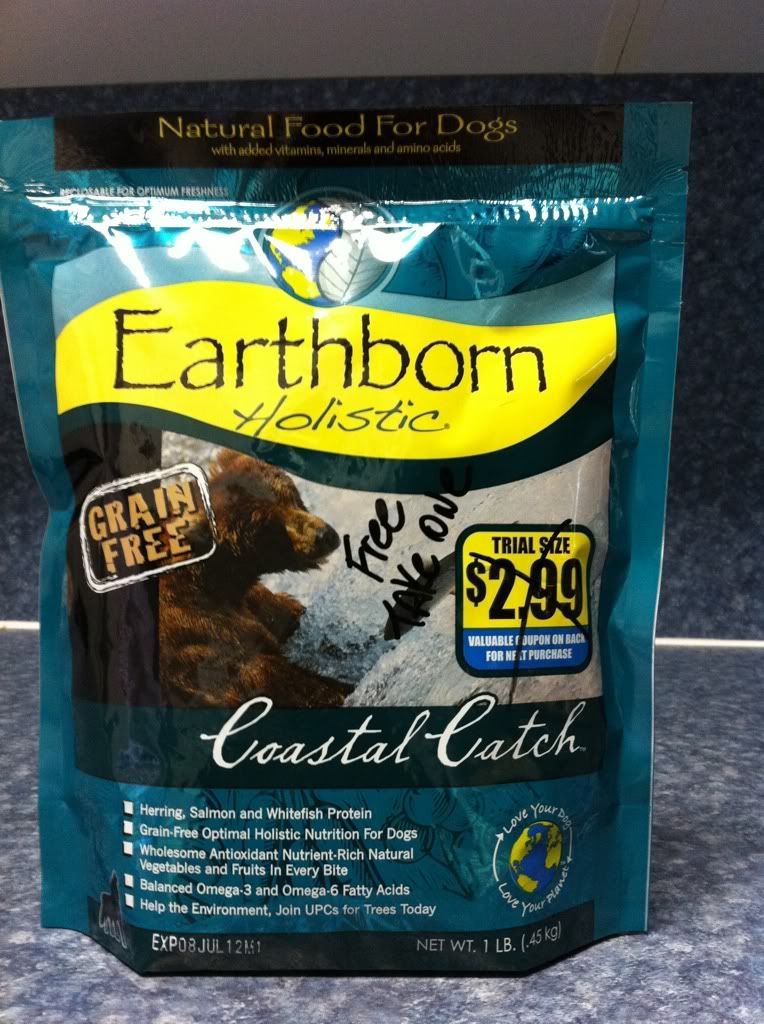 Natural Food For Dogs
with added vitamins, minerals and amino acids
RECLOSABLE FOR OPTIMUM FRESHNESS
Earthborn
Holistic®
GRAIN
FREE
Free
TAKE ONE
TRIAL SIZE
$2.99
VALUABLE COUPON ON BACK
FOR NEXT PURCHASE
Coastal Catch™
Herring, Salmon and Whitefish Protein
Grain-Free Optimal Holistic Nutrition For Dogs
Wholesome Antioxidant Nutrient-Rich Natural
Vegetables and Fruits In Every Bite
Balanced Omega-3 and Omega-6 Fatty Acids
Help the Environment, Join UPCs for Trees Today
Love Your Dog
Love Your Planet™
EXP08JUL12M1
NET WT. 1 LB. (.45 kg)